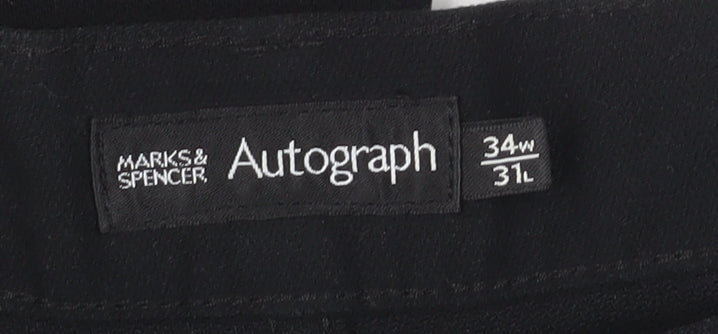 MARKS &
SPENCER
Autograph
34W
31L